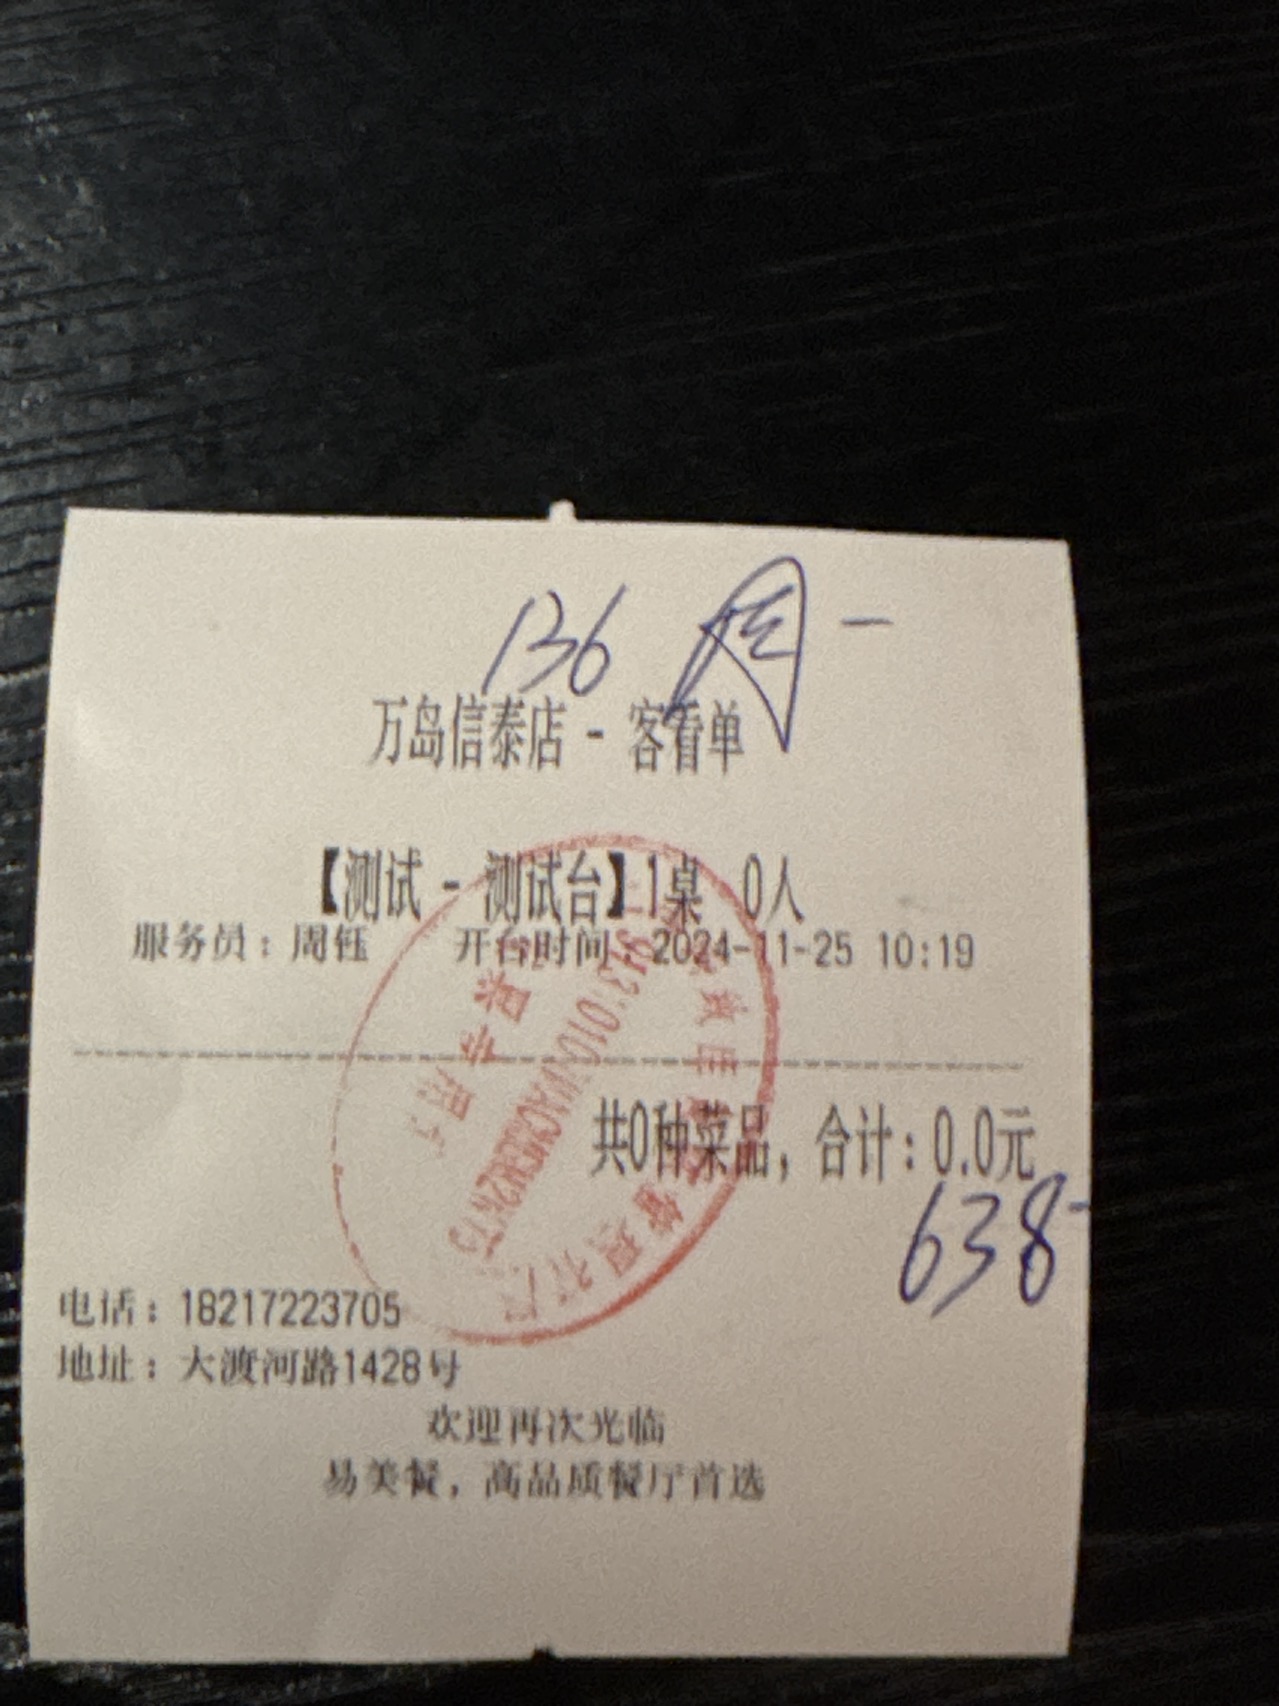 136 周一
万岛信泰店 - 客看单
【测试 - 测试台】1桌 0人
服务员：周钰 开台时间 2024-11-25 10:19
共0种菜品，合计：0.0元
638-
电话：18217223705
地址：大渡河路1428号
欢迎再次光临
易美餐，高品质餐厅首选